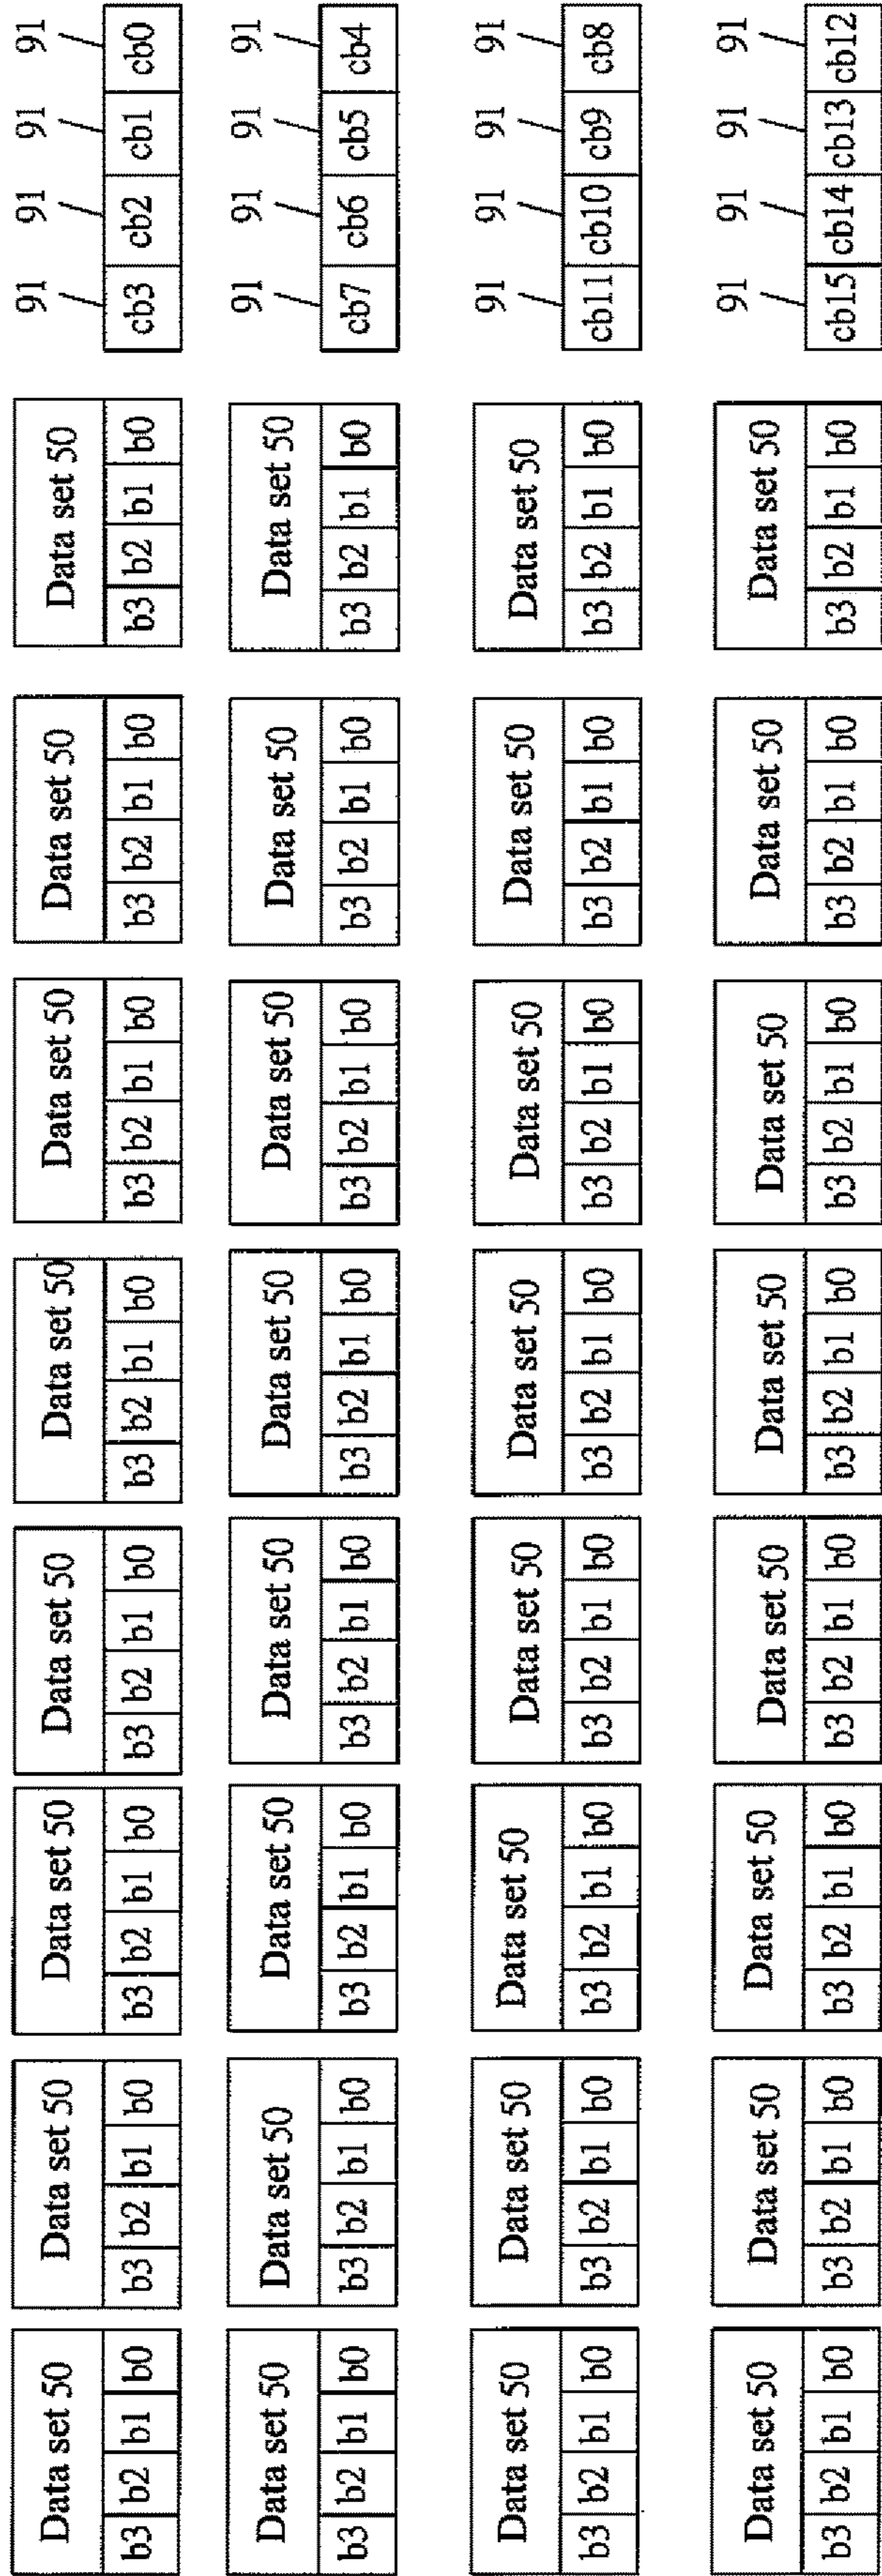 91 91 91 91
Data set 50 Data set 50 Data set 50 Data set 50 Data set 50 Data set 50 Data set 50 Data set 50
b3 b2 b1 b0 b3 b2 b1 b0 b3 b2 b1 b0 b3 b2 b1 b0 b3 b2 b1 b0 b3 b2 b1 b0 b3 b2 b1 b0 b3 b2 b1 b0 cb3 cb2 cb1 cb0
91 91 91 91
Data set 50 Data set 50 Data set 50 Data set 50 Data set 50 Data set 50 Data set 50 Data set 50
b3 b2 b1 b0 b3 b2 b1 b0 b3 b2 b1 b0 b3 b2 b1 b0 b3 b2 b1 b0 b3 b2 b1 b0 b3 b2 b1 b0 b3 b2 b1 b0 cb7 cb6 cb5 cb4
91 91 91 91
Data set 50 Data set 50 Data set 50 Data set 50 Data set 50 Data set 50 Data set 50 Data set 50
b3 b2 b1 b0 b3 b2 b1 b0 b3 b2 b1 b0 b3 b2 b1 b0 b3 b2 b1 b0 b3 b2 b1 b0 b3 b2 b1 b0 b3 b2 b1 b0 cb11 cb10 cb9 cb8
91 91 91 91
Data set 50 Data set 50 Data set 50 Data set 50 Data set 50 Data set 50 Data set 50 Data set 50
b3 b2 b1 b0 b3 b2 b1 b0 b3 b2 b1 b0 b3 b2 b1 b0 b3 b2 b1 b0 b3 b2 b1 b0 b3 b2 b1 b0 b3 b2 b1 b0 cb15 cb14 cb13 cb12